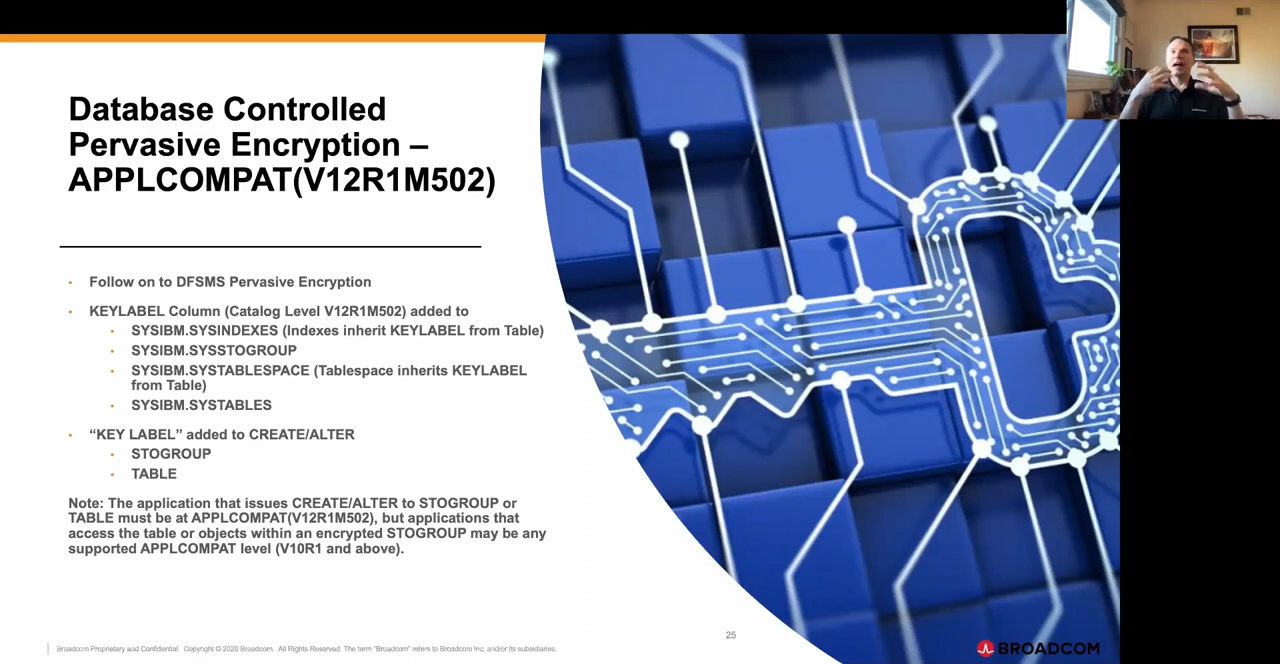 Database Controlled
Pervasive Encryption –
APPLCOMPAT(V12R1M502)
• Follow on to DFSMS Pervasive Encryption
• KEYLABEL Column (Catalog Level V12R1M502) added to
• SYSIBM.SYSINDEXES (Indexes inherit KEYLABEL from Table)
• SYSIBM.SYSSTOGROUP
• SYSIBM.SYSTABLESPACE (Tablespace inherits KEYLABEL
from Table)
• SYSIBM.SYSTABLES
• “KEY LABEL” added to CREATE/ALTER
• STOGROUP
• TABLE
Note: The application that issues CREATE/ALTER to STOGROUP or
TABLE must be at APPLCOMPAT(V12R1M502), but applications that
access the table or objects within an encrypted STOGROUP may be any
supported APPLCOMPAT level (V10R1 and above).
Broadcom Proprietary and Confidential. Copyright © 2020 Broadcom. All Rights Reserved. The term “Broadcom” refers to Broadcom Inc. and/or its subsidiaries.
25
BROADCOM